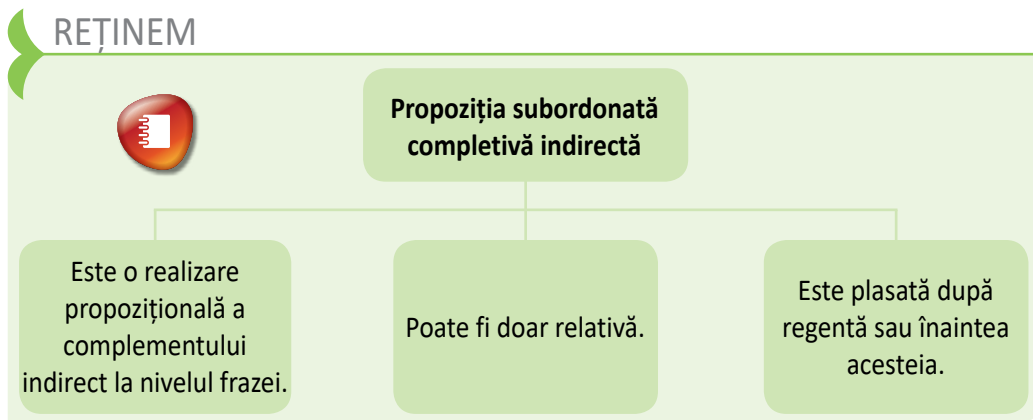 REȚINEM
Propoziția subordonată
completivă indirectă
Este o realizare
propozițională a
complementului
indirect la nivelul frazei.
Poate fi doar relativă.
Este plasată după
regentă sau înaintea
acesteia.